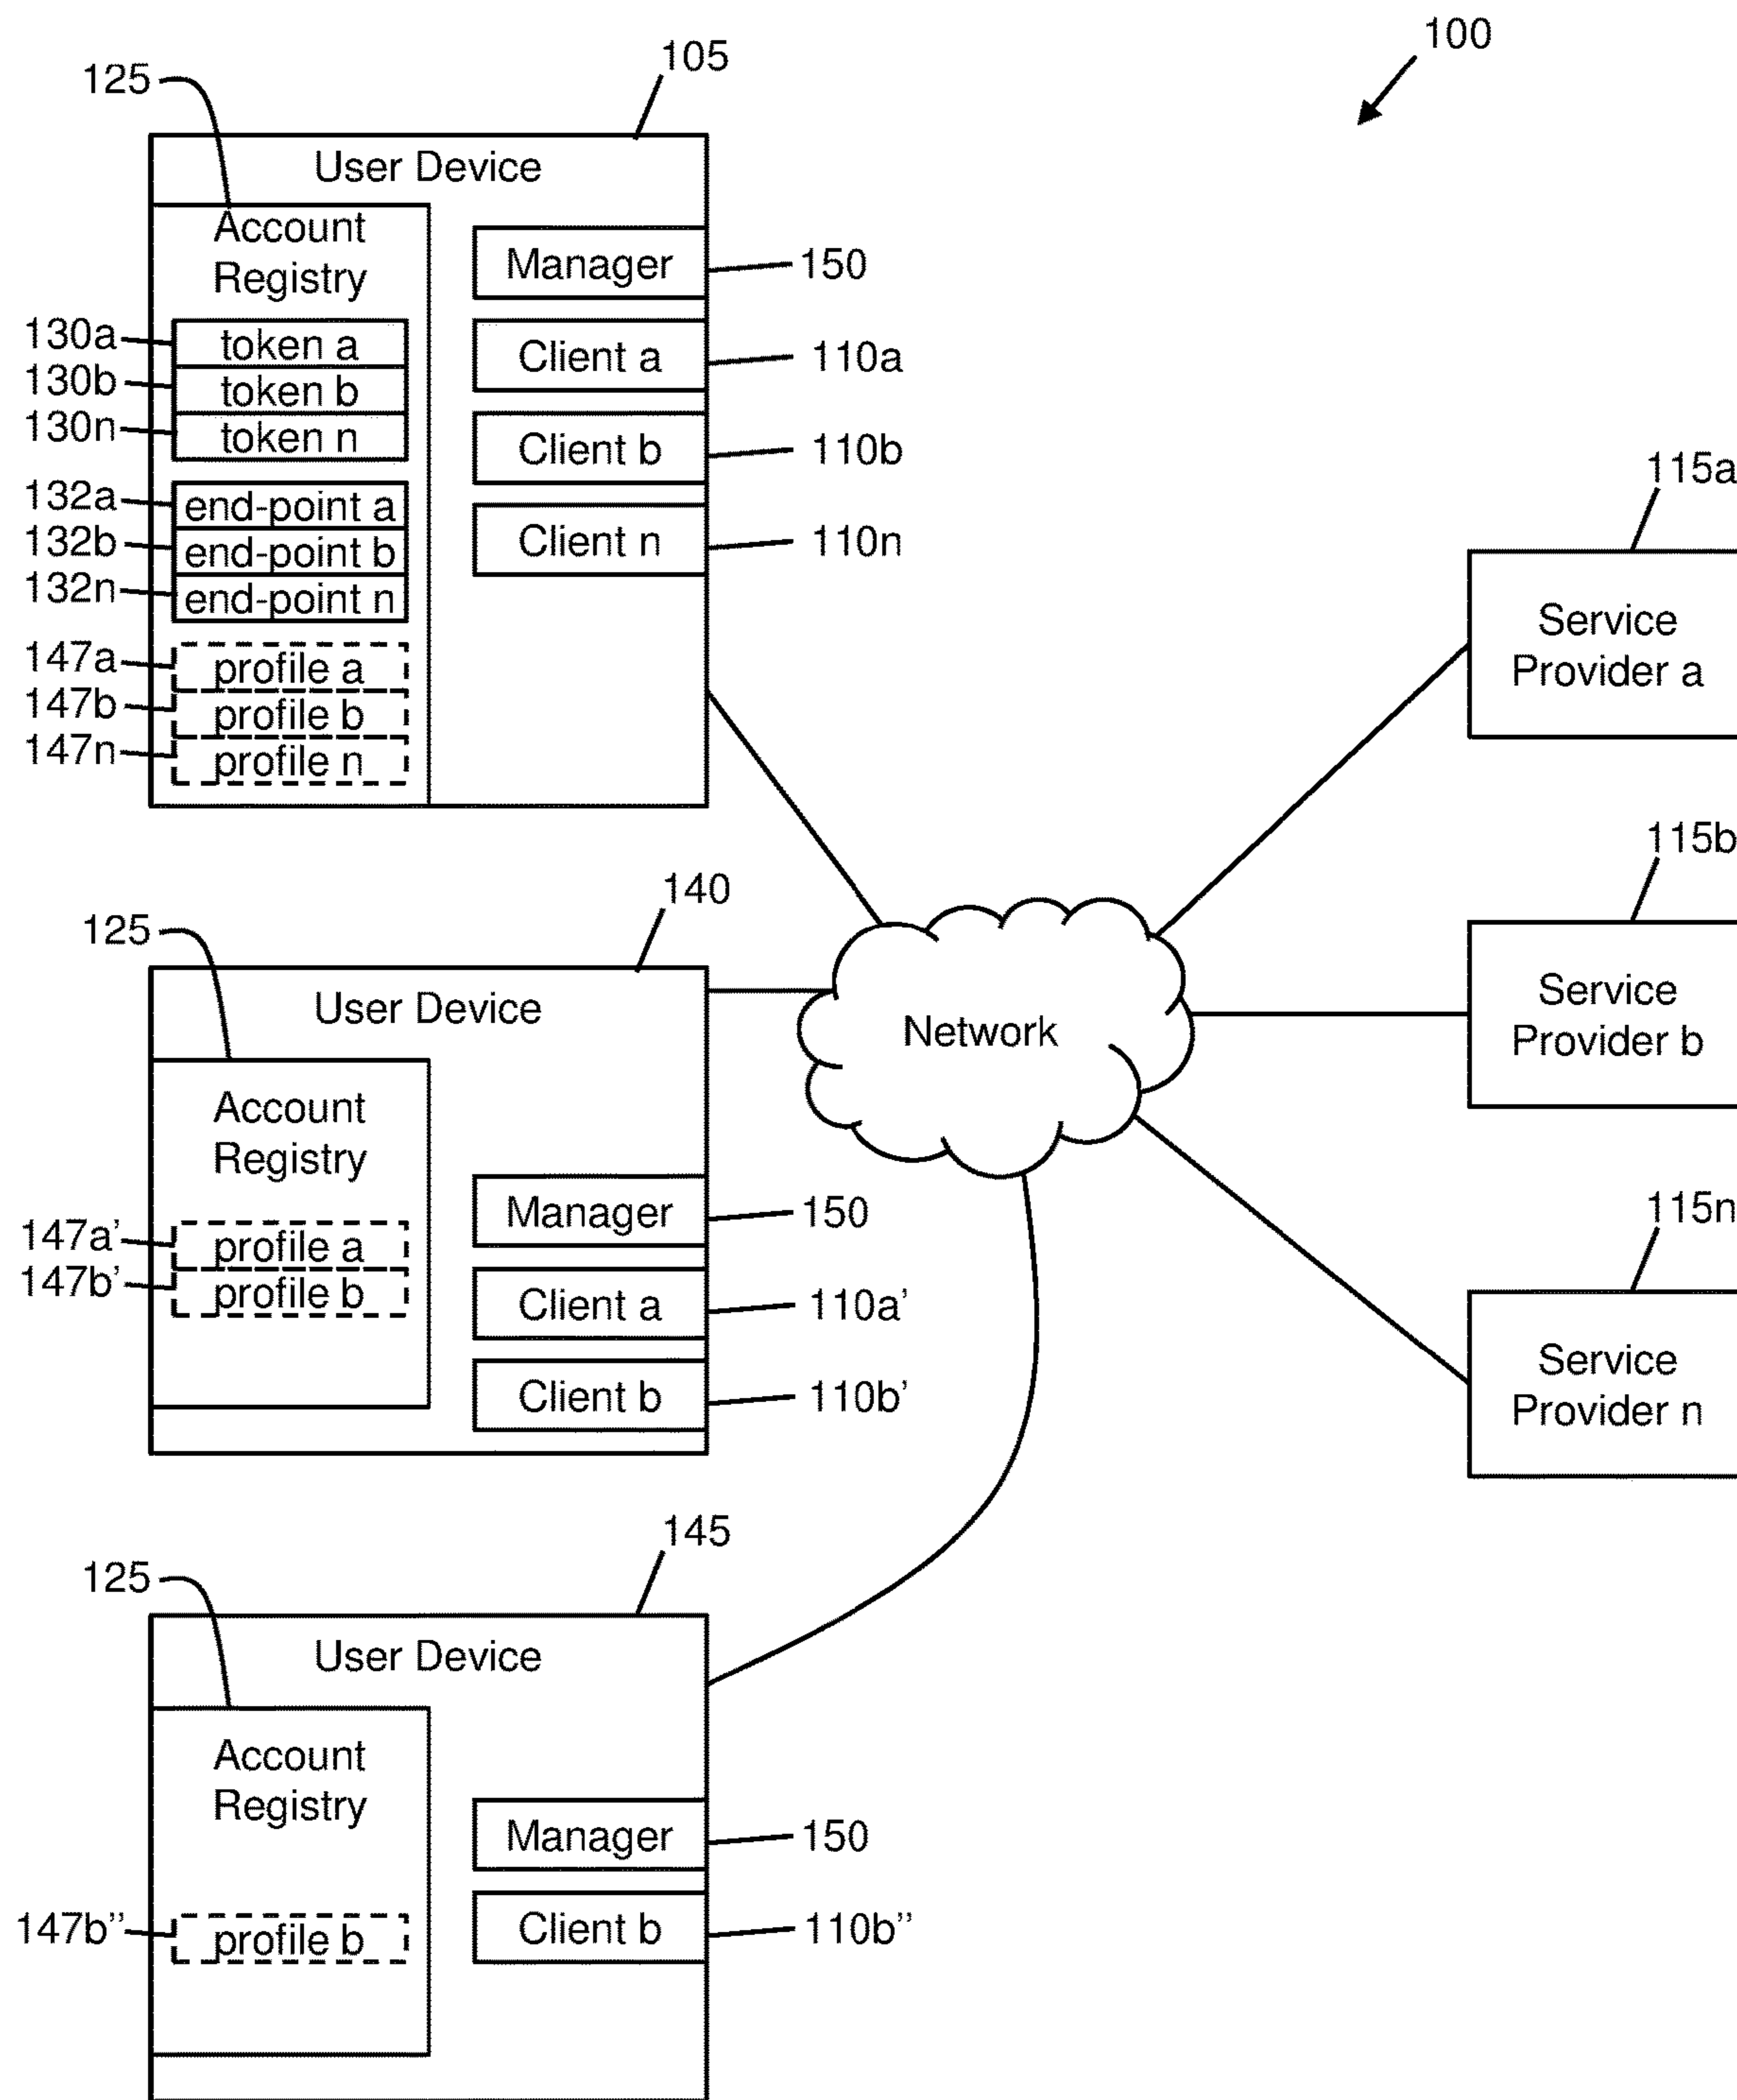 100
105
125
User Device
Account
Registry
130a
token a
130b
token b
130n
token n
132a
end-point a
132b
end-point b
132n
end-point n
147a
profile a
147b
profile b
147n
profile n
Manager
150
Client a
110a
Client b
110b
Client n
110n
140
125
User Device
Account
Registry
147a’
profile a
147b’
profile b
Manager
150
Client a
110a’
Client b
110b’
145
125
User Device
Account
Registry
147b’’
profile b
Manager
150
Client b
110b’’
Network
115a
Service
Provider a
115b
Service
Provider b
115n
Service
Provider n